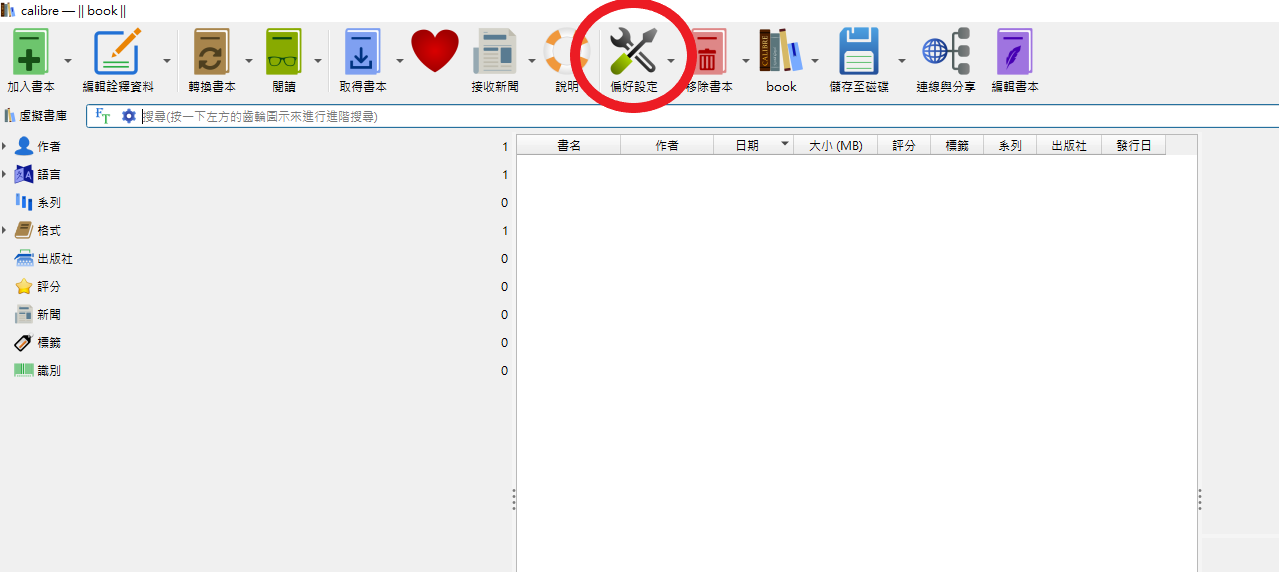 calibre — || book ||
加入書本 編輯詮釋資料 轉換書本 閱讀 取得書本 接收新聞 說明 偏好設定 移除書本 book 儲存至磁碟 連線與分享 編輯書本
虛擬書庫 FT 搜尋(按一下左方的齒輪圖示來進行進階搜尋)
書名 作者 日期 大小 (MB) 評分 標籤 系列 出版社 發行日
作者 1
語言 1
系列 0
格式 1
出版社 0
評分 0
新聞 0
標籤 0
識別 0
CALIBRE